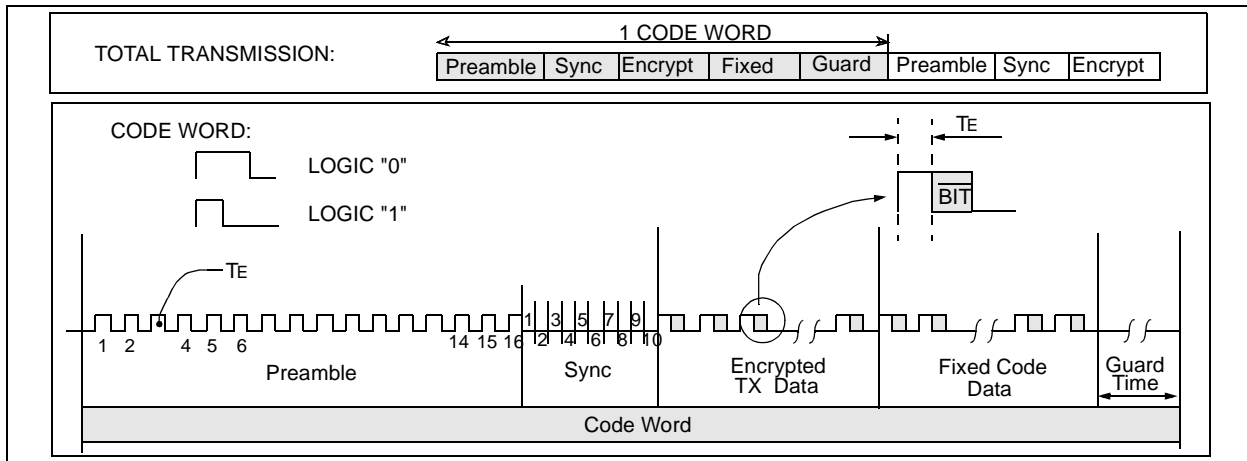 1 CODE WORD
TOTAL TRANSMISSION:
Preamble Sync Encrypt Fixed Guard Preamble Sync Encrypt
CODE WORD:
TE
LOGIC "0"
BIT
LOGIC "1"
TE
1 3 5 7 9
1 2 4 5 6 14 15 16 2 4 6 8 10
Preamble
Sync
Encrypted
TX Data
Fixed Code
Data
Guard
Time
Code Word